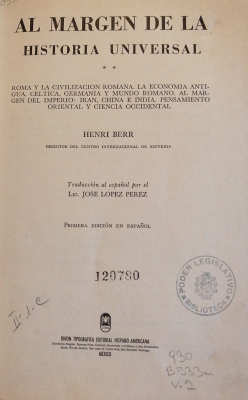 AL MARGEN DE LA
HISTORIA UNIVERSAL
* *
ROMA Y LA CIVILIZACION ROMANA. LA ECONOMIA ANTI-
GUA. CELTICA, GERMANIA Y MUNDO ROMANO. AL MAR-
GEN DEL IMPERIO: IRAN, CHINA E INDIA. PENSAMIENTO
ORIENTAL Y CIENCIA OCCIDENTAL
HENRI BERR
DIRECTOR DEL CENTRO INTERNACIONAL DE SINTESIS
Traducción al español por el
LIC. JOSE LOPEZ PEREZ
PRIMERA EDICIÓN EN ESPAÑOL
120780
PODER LEGISLATIVO
BIBLIOTECA
II-1-C
UNION TIPOGRAFICA EDITORIAL HISPANO AMERICANA
MEXICO
930
B533m
v.2